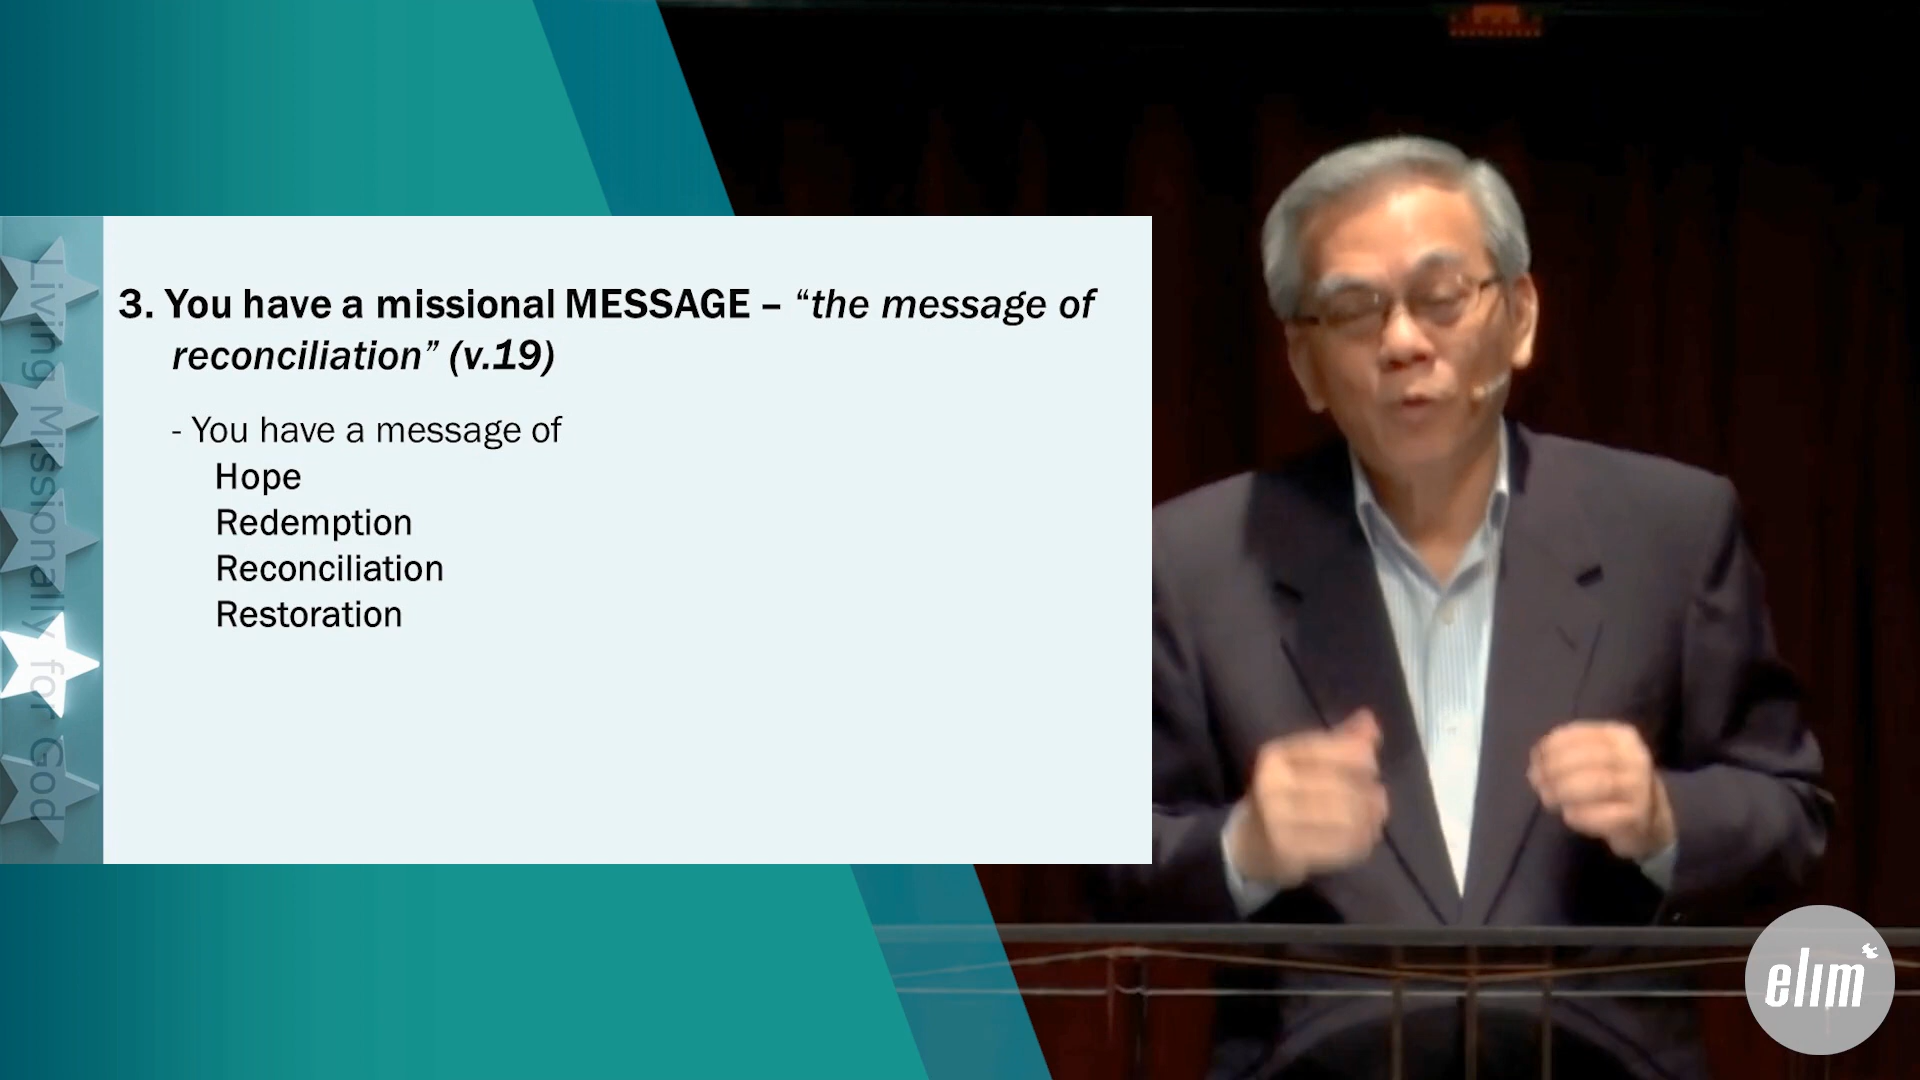 3. You have a missional MESSAGE – “the message of
reconciliation” (v.19)
- You have a message of
Hope
Redemption
Reconciliation
Restoration
Living Missionally for God
elim